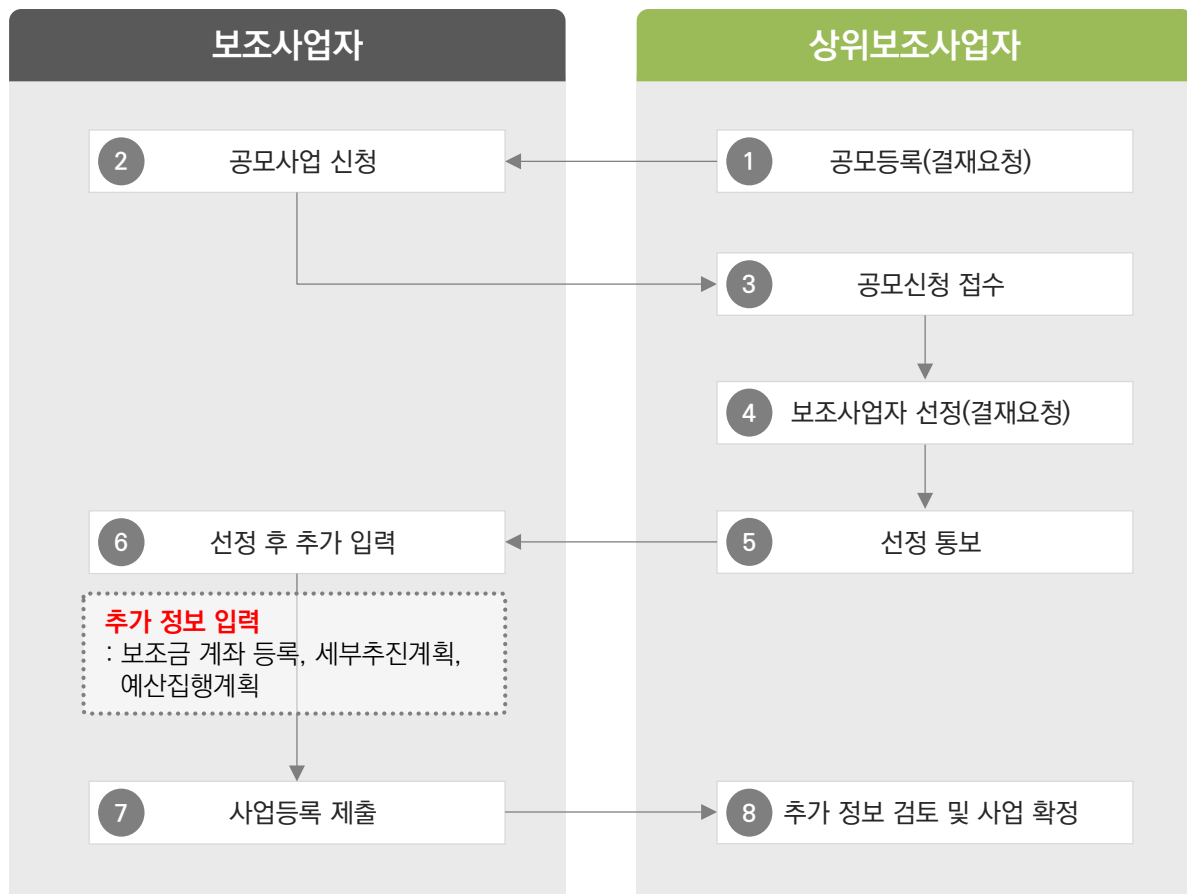 보조사업자
상위보조사업자
1 공모등록(결재요청)
2 공모사업 신청
3 공모신청 접수
4 보조사업자 선정(결재요청)
5 선정 통보
6 선정 후 추가 입력
추가 정보 입력
: 보조금 계좌 등록, 세부추진계획,
예산집행계획
7 사업등록 제출
8 추가 정보 검토 및 사업 확정